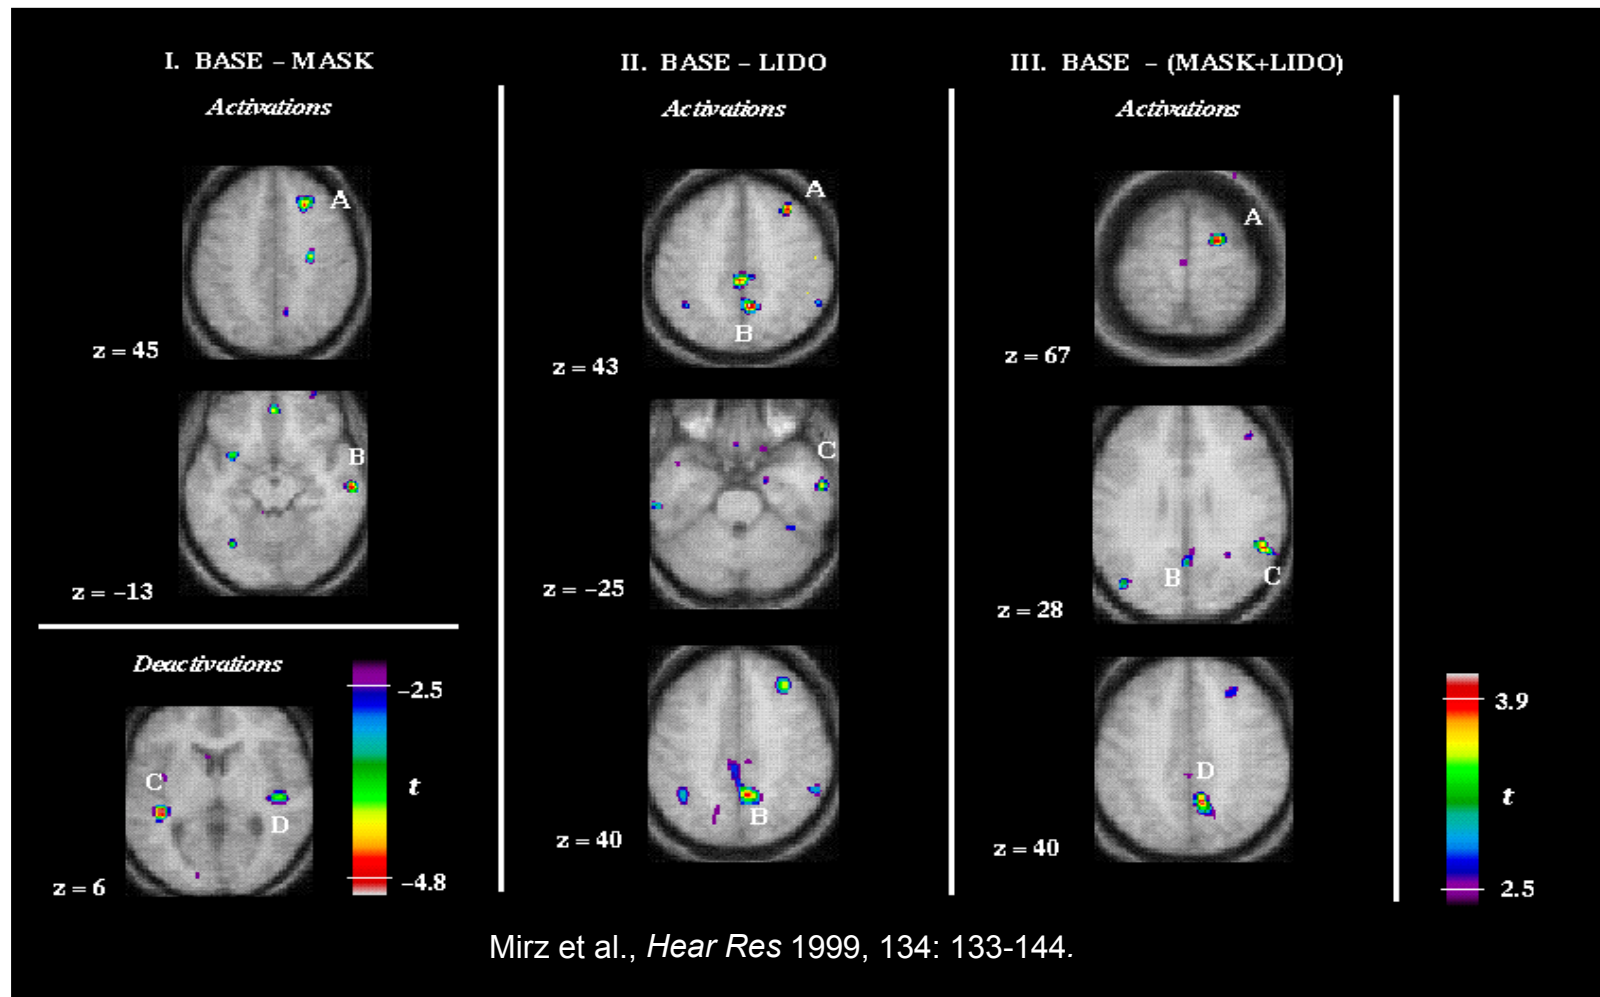 I. BASE – MASK
Activations
A
z = 45
B
z = –13
Deactivations
–2.5
C
t
D
–4.8
z = 6
II. BASE – LIDO
Activations
A
B
z = 43
C
z = –25
B
z = 40
III. BASE – (MASK+LIDO)
Activations
A
z = 67
B
C
z = 28
D
z = 40
3.9
t
2.5
Mirz et al., Hear Res 1999, 134: 133-144.